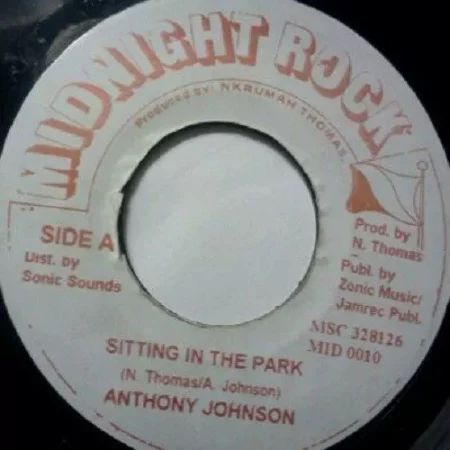 MIDNIGHT ROCK
Produced by: NKRUMAH THOMAS.
SIDE A
Dist. by
Sonic Sounds
Prod. by
N. Thomas
Publ. by
Zonic Music/
Jamrec Publ.
MSC 328126
MID 0010
SITTING IN THE PARK
(N. Thomas/A. Johnson)
ANTHONY JOHNSON